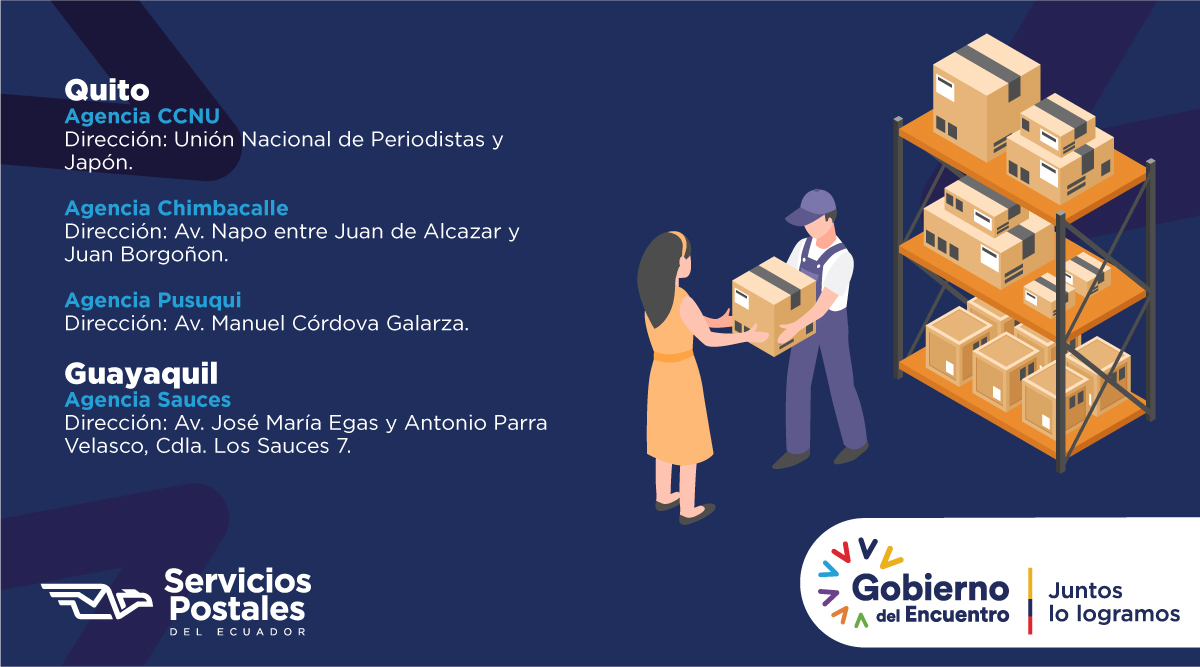 Quito
Agencia CCNU
Dirección: Unión Nacional de Periodistas y
Japón.
Agencia Chimbacalle
Dirección: Av. Napo entre Juan de Alcazar y
Juan Borgoñon.
Agencia Pusuqui
Dirección: Av. Manuel Córdova Galarza.
Guayaquil
Agencia Sauces
Dirección: Av. José María Egas y Antonio Parra
Velasco, Cdla. Los Sauces 7.
Servicios
Postales
DEL ECUADOR
Gobierno
del Encuentro
Juntos
lo logramos